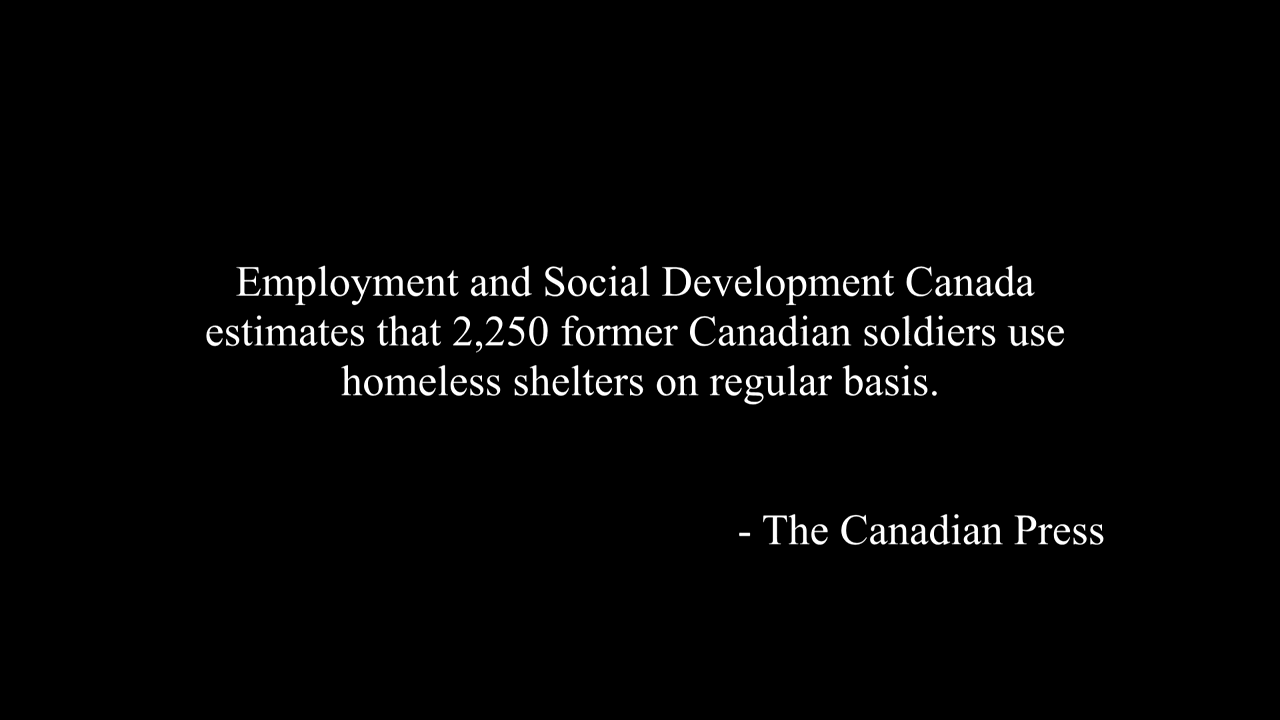 Employment and Social Development Canada
estimates that 2,250 former Canadian soldiers use
homeless shelters on regular basis.
- The Canadian Press